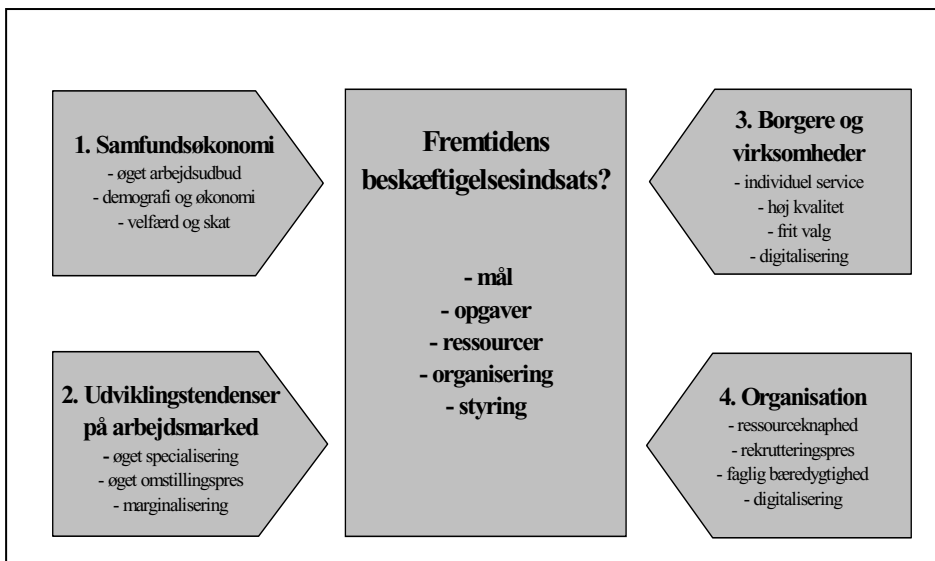 1. Samfundsøkonomi
- øget arbejdsudbud
- demografi og økonomi
- velfærd og skat
2. Udviklingstendenser
på arbejdsmarked
- øget specialisering
- øget omstillingspres
- marginalisering
Fremtidens
beskæftigelsesindsats?
- mål
- opgaver
- ressourcer
- organisering
- styring
3. Borgere og
virksomheder
- individuel service
- høj kvalitet
- frit valg
- digitalisering
4. Organisation
- ressourceknaphed
- rekrutteringspres
- faglig bæredygtighed
- digitalisering